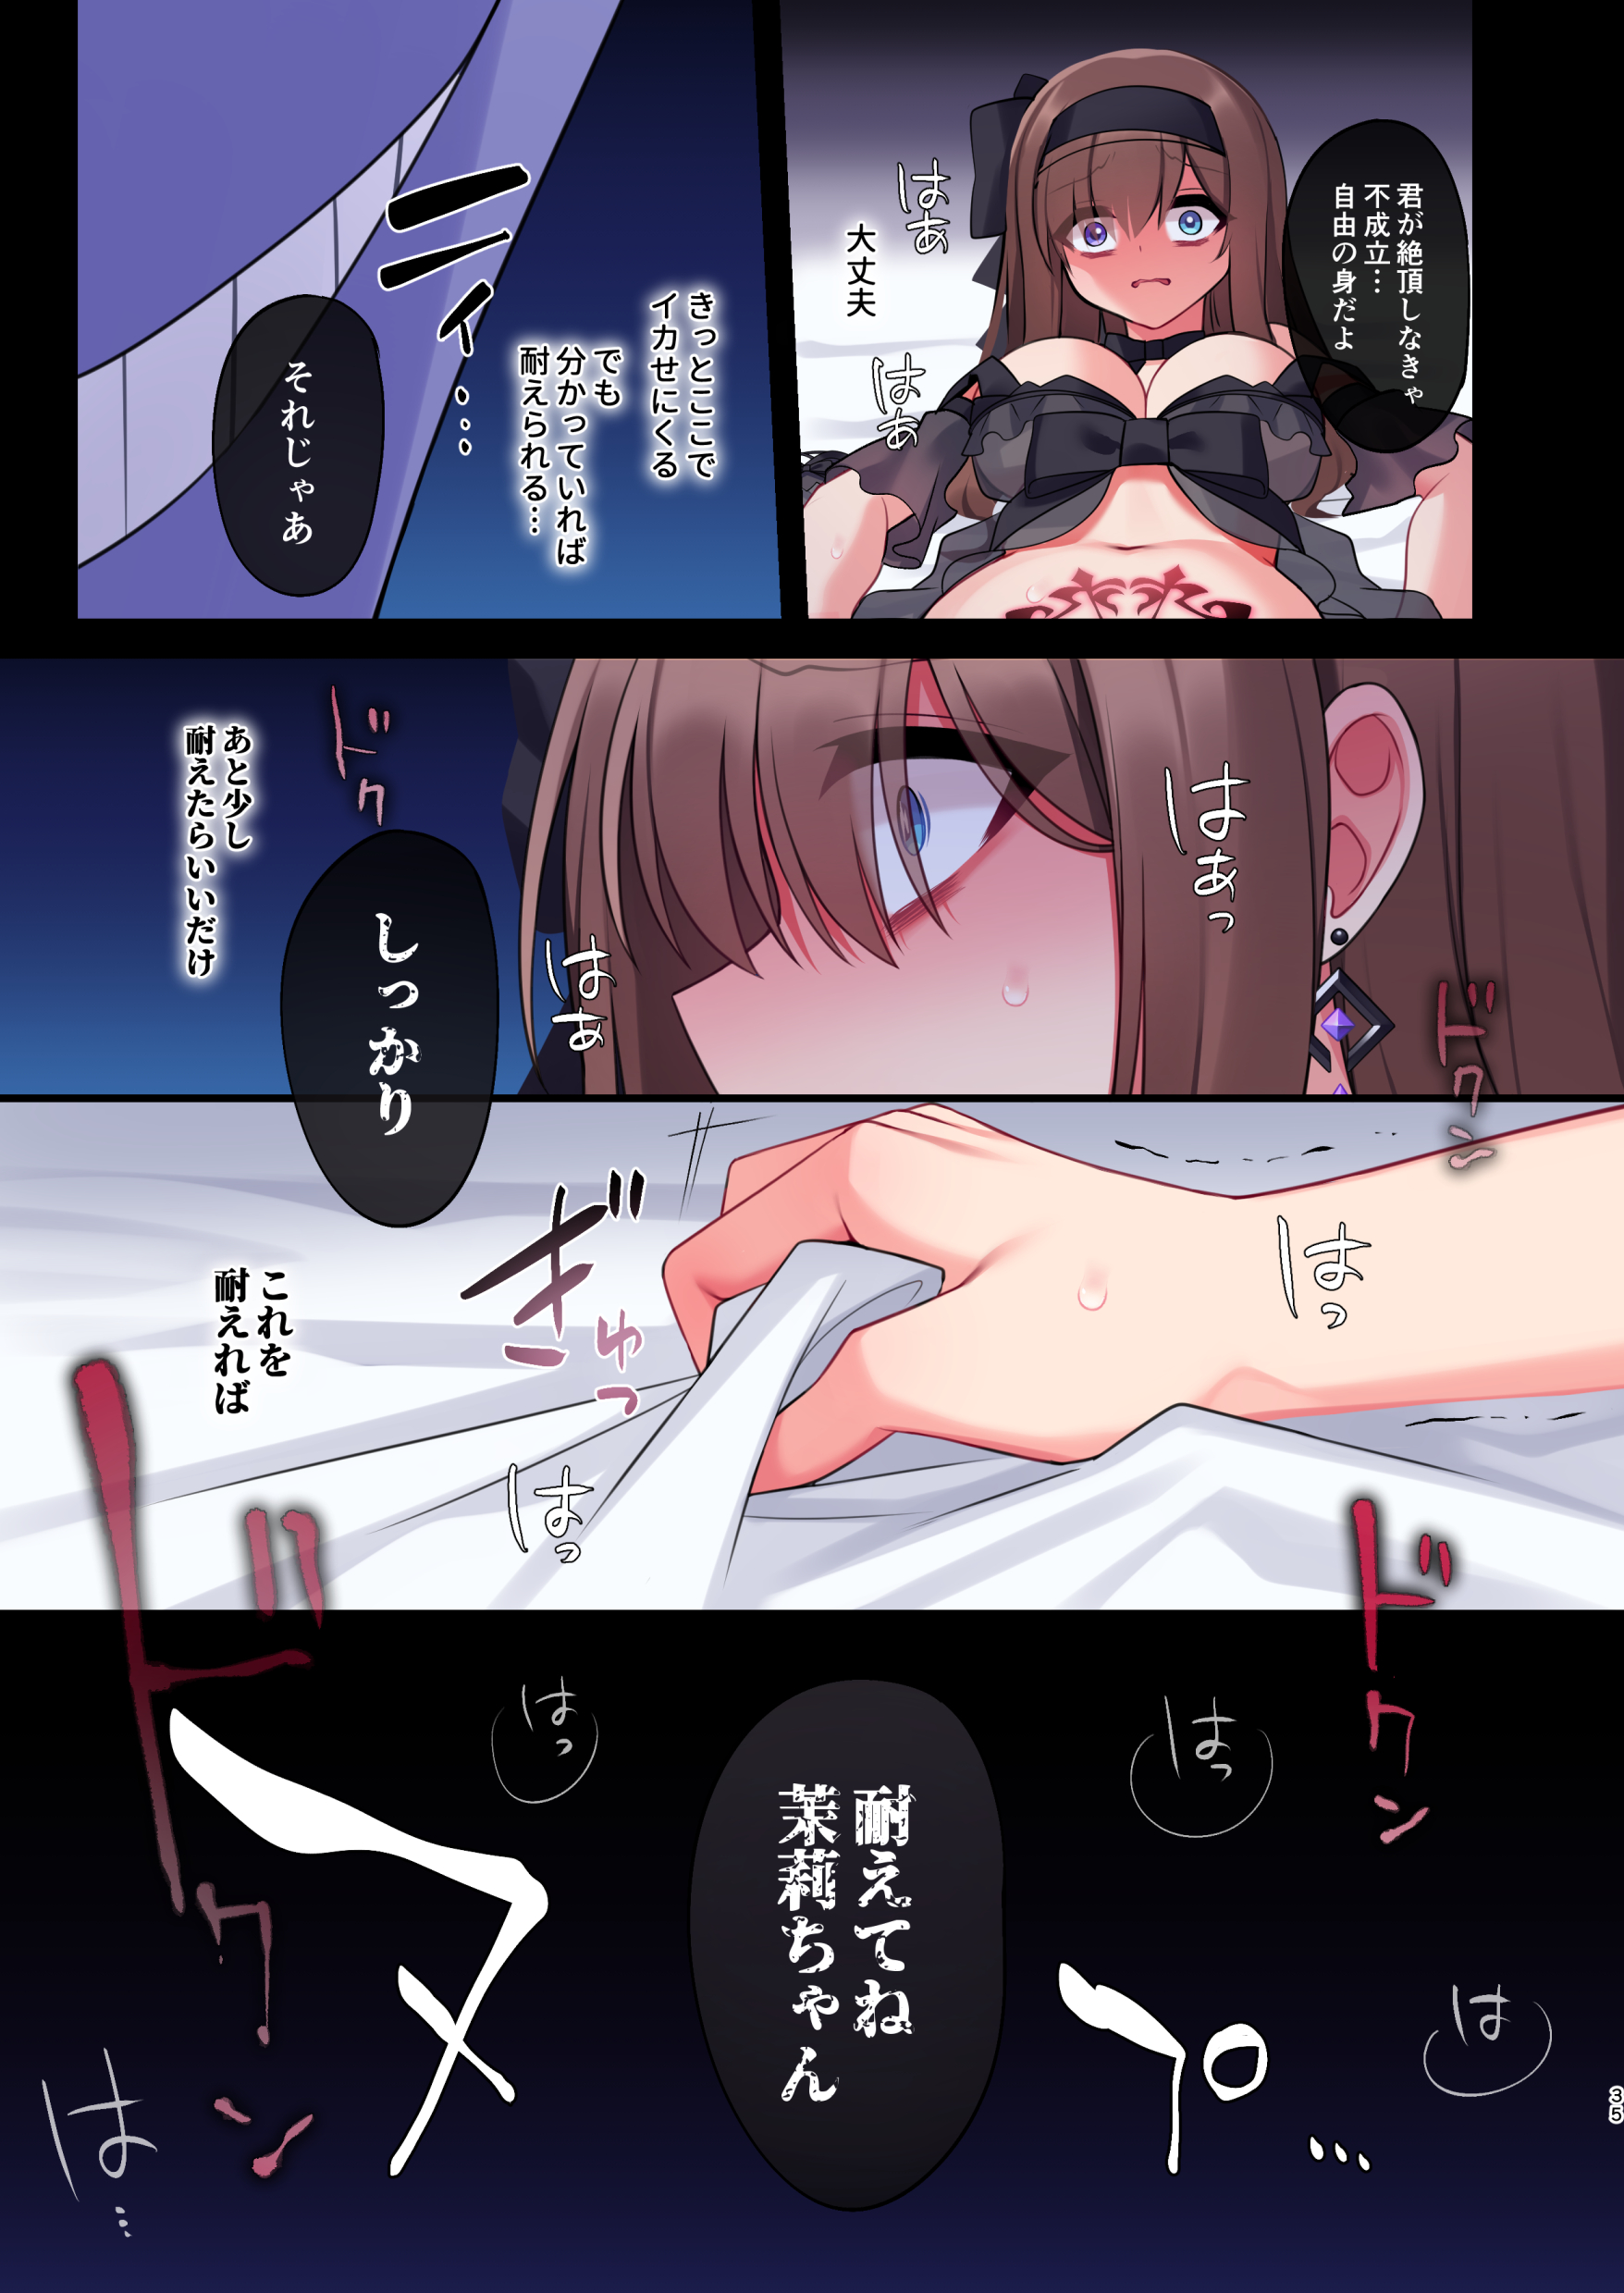 君が絶頂しなきゃ
不成立…
自由の身だよ
はぁ
大丈夫
はぁ
きっとここで
イカせにくる
でも
分かっていれば
耐えられる…
ニィ…
それじゃあ
はぁっ
ドクン
はぁ
ドク
しっかり
あと少し
耐えたらいいだけ
はっ
ぎゅっ
はっ
これを
耐えれば
ドクン
はっ
は
プ…
耐えてね
茉莉ちゃん
はっ
ヌ
ドクン
は…
35